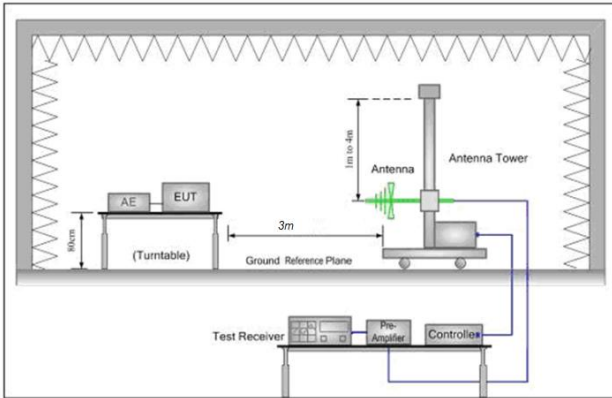 1m to 4m
Antenna
Antenna Tower
AE
EUT
80cm
(Turntable)
3m
Ground Reference Plane
Test Receiver
Pre-
Amplifier
Controller